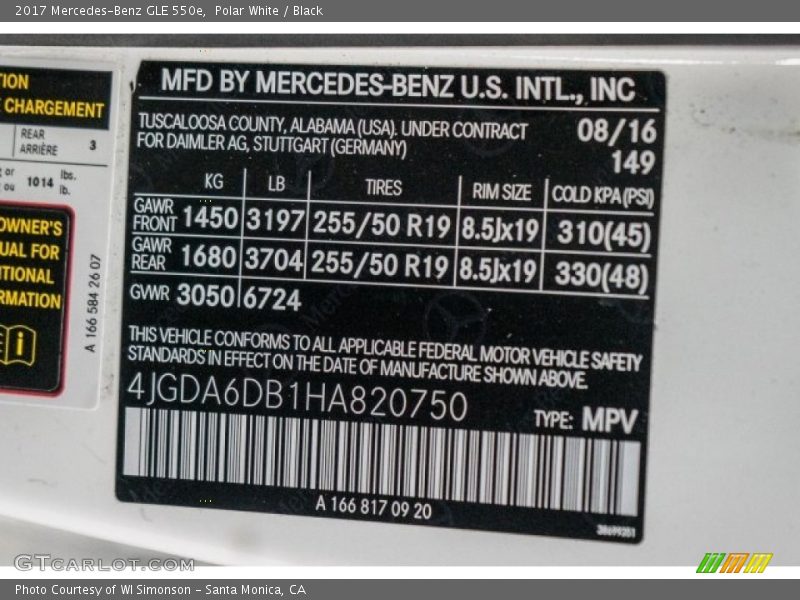 2017 Mercedes-Benz GLE 550e,  Polar White / Black
TION
E CHARGEMENT
REAR
ARRIÈRE 3
or
ou 1014 lbs.
lb.
OWNER'S
UAL FOR
ITIONAL
RMATION
A 166 584 26 07
MFD BY MERCEDES-BENZ U.S. INTL., INC
TUSCALOOSA COUNTY, ALABAMA (USA). UNDER CONTRACT
FOR DAIMLER AG, STUTTGART (GERMANY)
08/16
149
KG LB TIRES RIM SIZE COLD KPA(PSI)
GAWR FRONT 1450 3197 255/50 R19 8.5Jx19 310(45)
GAWR REAR 1680 3704 255/50 R19 8.5Jx19 330(48)
GWR 3050 6724
THIS VEHICLE CONFORMS TO ALL APPLICABLE FEDERAL MOTOR VEHICLE SAFETY
STANDARDS IN EFFECT ON THE DATE OF MANUFACTURE SHOWN ABOVE.
4JGDA6DB1HA820750
TYPE: MPV
A 166 817 09 20
GTcarlot.com
Photo Courtesy of WI Simonson - Santa Monica, CA